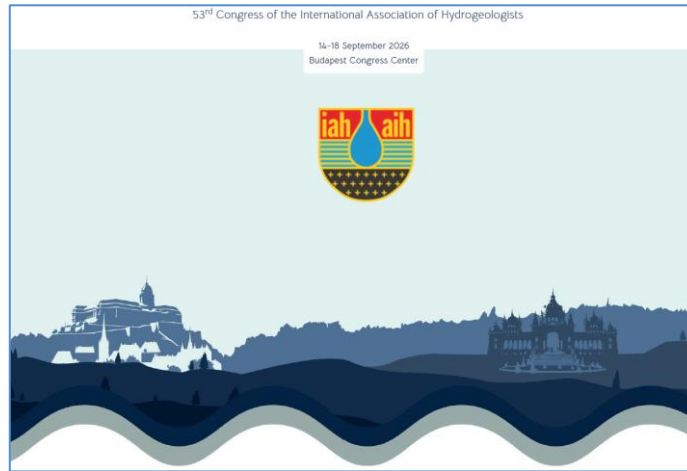 53rd Congress of the International Association of Hydrogeologists
14-18 September 2026
Budapest Congress Center
iah aih